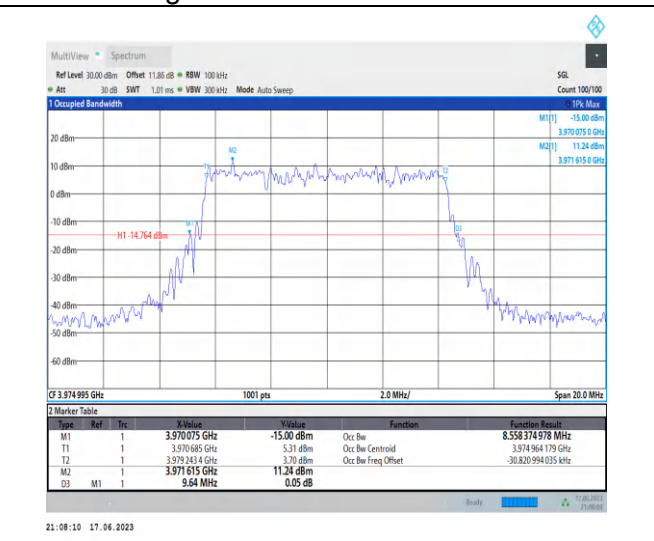 MultiView Spectrum
Ref Level 30.00 dBm Offset 11.86 dB RBW 100 kHz SGL
Att 30 dB SWT 1.01 ms VBW 300 kHz Mode Auto Sweep Count 100/100
1 Occupied Bandwidth 1Pk Max
M1[1] -15.00 dBm
3.970 075 0 GHz
M2[1] 11.24 dBm
3.971 615 0 GHz
20 dBm
M2
T1
T2
10 dBm
0 dBm
M1
D3
-10 dBm
H1 -14.764 dBm
-20 dBm
-30 dBm
-40 dBm
-50 dBm
-60 dBm
CF 3.974 995 GHz 1001 pts 2.0 MHz/ Span 20.0 MHz
2 Marker Table
Type Ref Trc X-Value Y-Value Function Function Result
M1 1 3.970 075 GHz -15.00 dBm Occ Bw 8.558 374 978 MHz
T1 1 3.970 685 GHz 5.31 dBm Occ Bw Centroid 3.974 964 179 GHz
T2 1 3.979 243 4 GHz 3.70 dBm Occ Bw Freq Offset -30.820 994 035 kHz
M2 1 3.971 615 GHz 11.24 dBm
D3 M1 1 9.64 MHz 0.05 dB
Ready 17.06.2023
21:08:10 17.06.2023